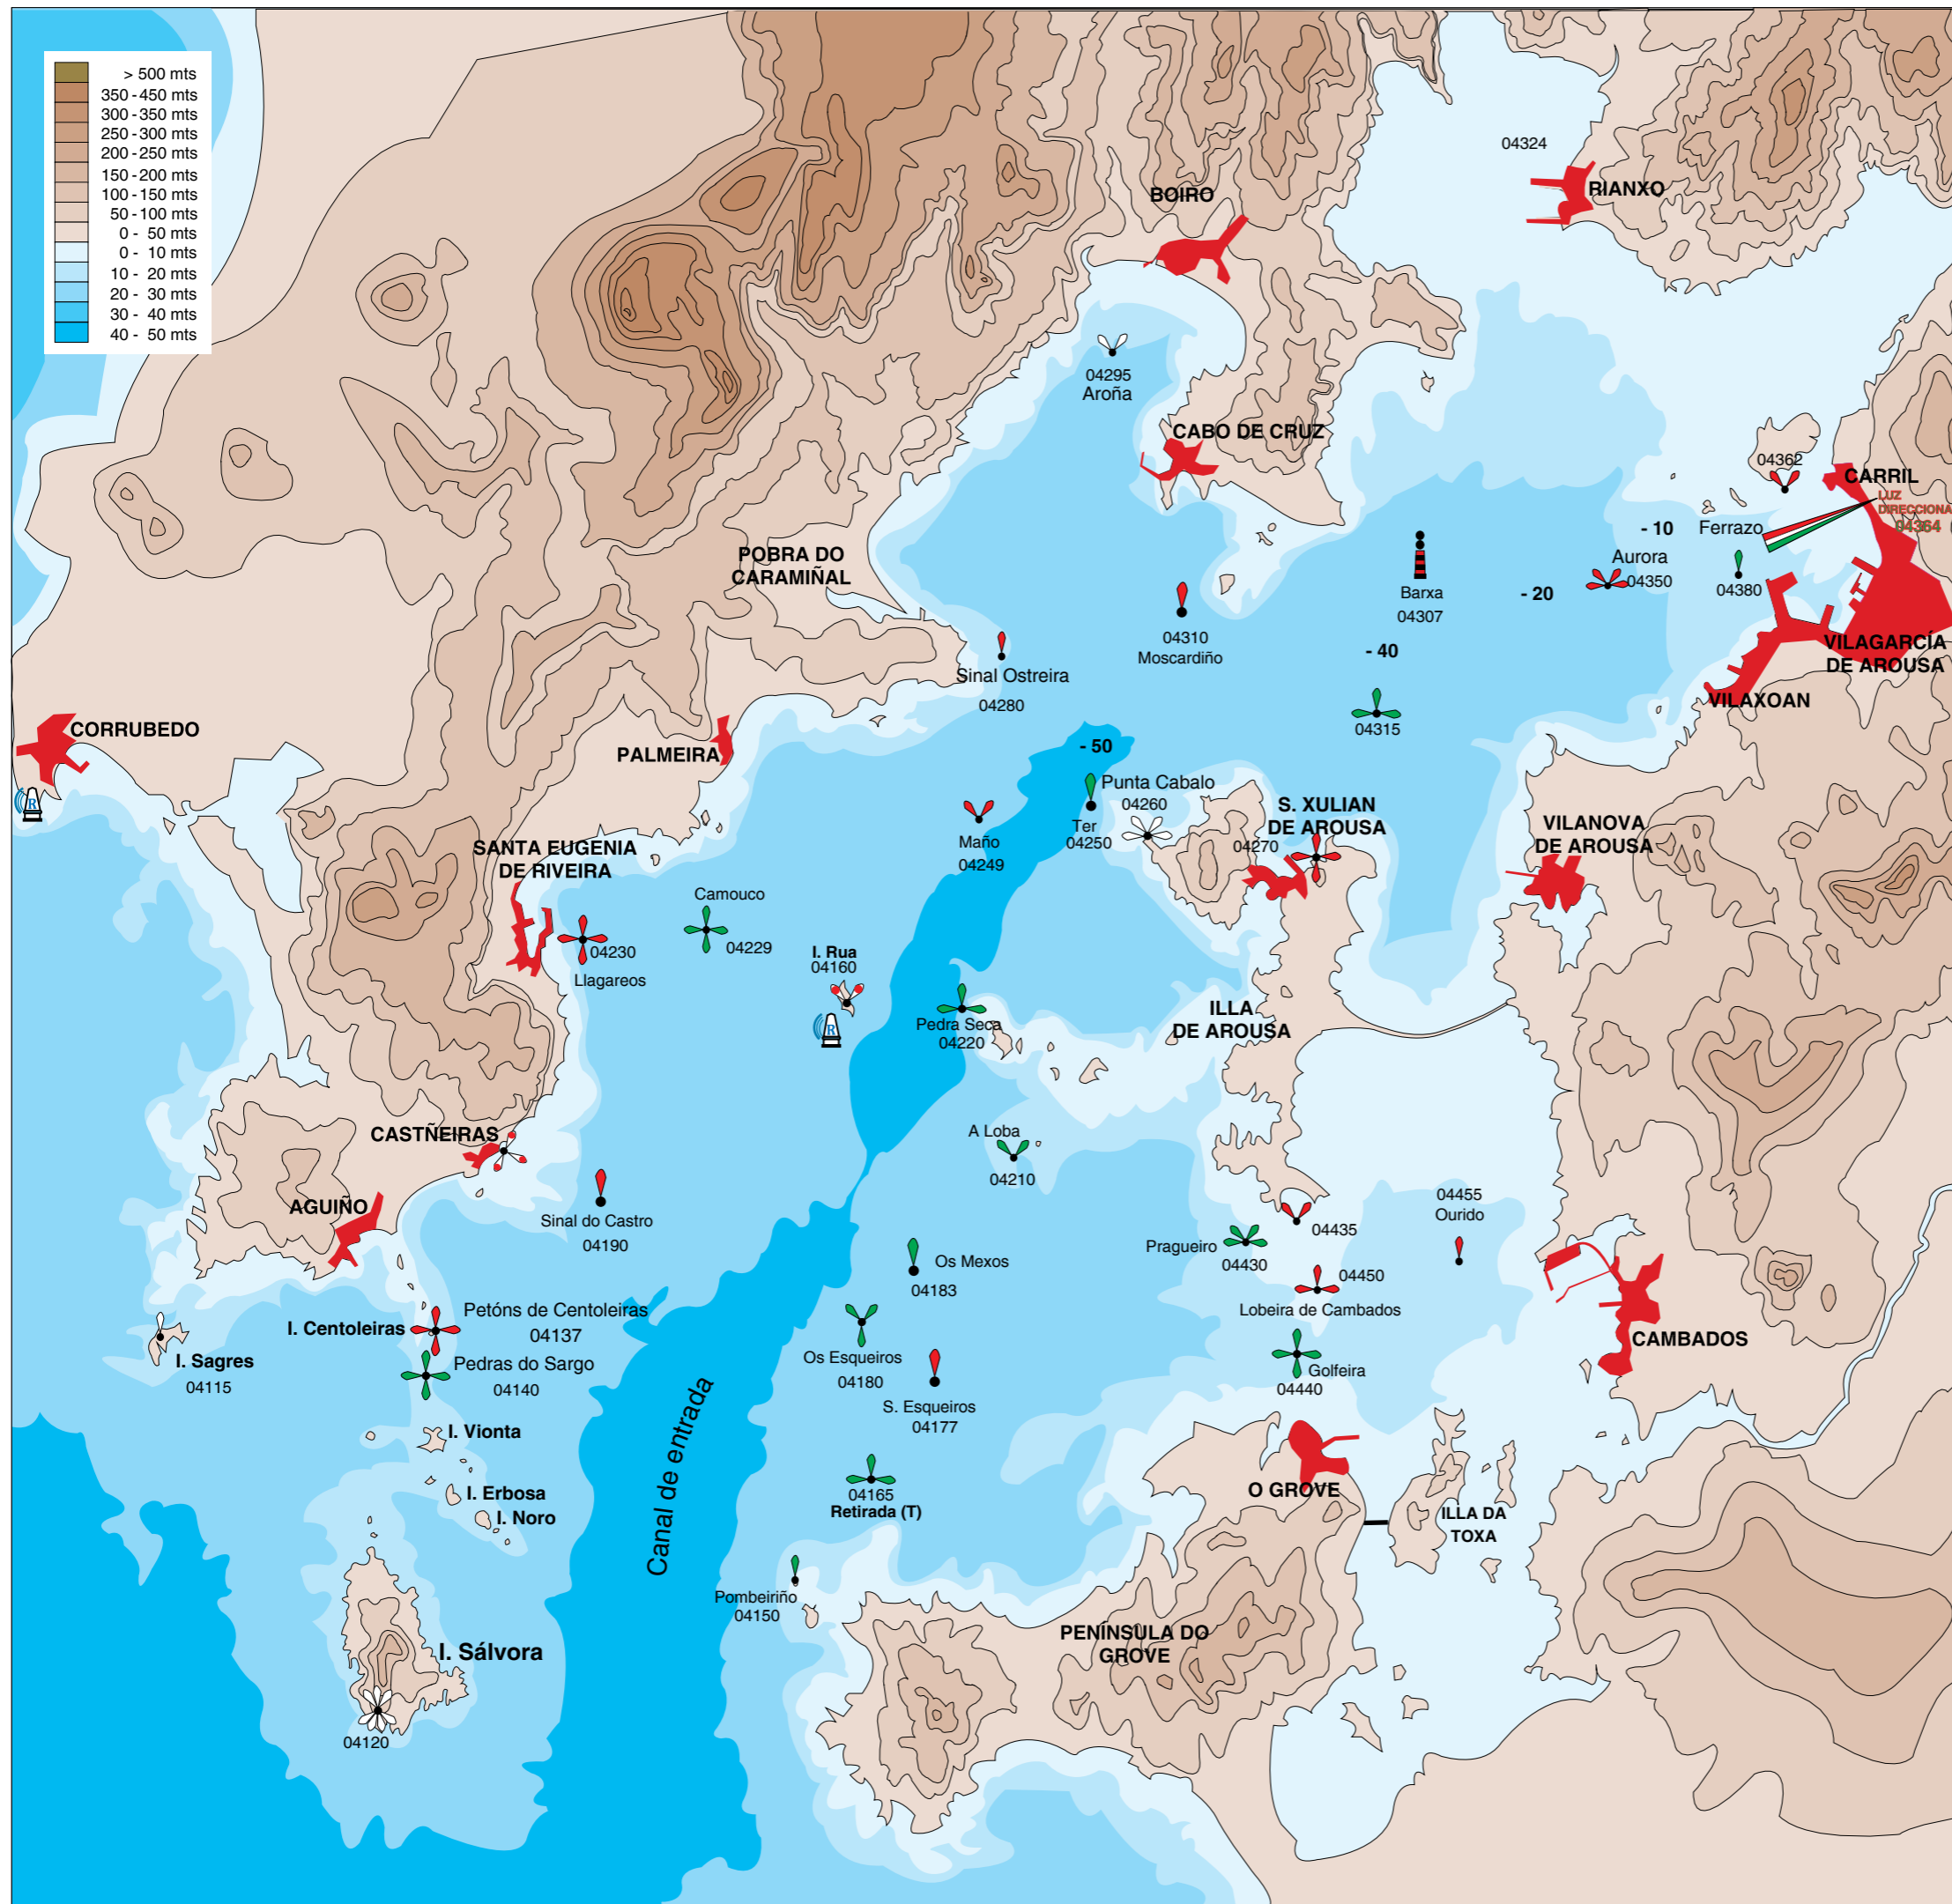 > 500 mts
350 - 450 mts
300 - 350 mts
250 - 300 mts
200 - 250 mts
150 - 200 mts
100 - 150 mts
50 - 100 mts
0 - 50 mts
0 - 10 mts
10 - 20 mts
20 - 30 mts
30 - 40 mts
40 - 50 mts
04324
RIANXO
BOIRO
04295
Aroña
CABO DE CRUZ
04362
CARRIL
LUZ
DIRECCIONA
04364
Ferrazo
- 10
Aurora
04350
04380
- 20
Barxa
04307
- 40
POBRA DO
CARAMIÑAL
04310
Moscardiño
VILAGARCÍA
DE AROUSA
VILAXOAN
Sinal Ostreira
04280
04315
CORRUBEDO
R
PALMEIRA
- 50
Punta Cabalo
04260
Ter
04250
Maño
04249
S. XULIAN
DE AROUSA
04270
VILANOVA
DE AROUSA
SANTA EUGENIA
DE RIVEIRA
Camouco
04229
04230
Llagareos
I. Rua
04160
R
Pedra Seca
04220
ILLA
DE AROUSA
CASTÑEIRAS
A Loba
04210
AGUIÑO
Sinal do Castro
04190
04455
Ourido
04435
Pragueiro
04430
Os Mexos
04183
04450
Lobeira de Cambados
Petóns de Centoleiras
04137
I. Centoleiras
CAMBADOS
I. Sagres
04115
Pedras do Sargo
04140
Os Esqueiros
04180
Golfeira
04440
S. Esqueiros
04177
I. Vionta
Canal de entrada
I. Erbosa
I. Noro
04165
Retirada (T)
O GROVE
ILLA DA
TOXA
Pombeiriño
04150
I. Sálvora
PENÍNSULA DO
GROVE
04120